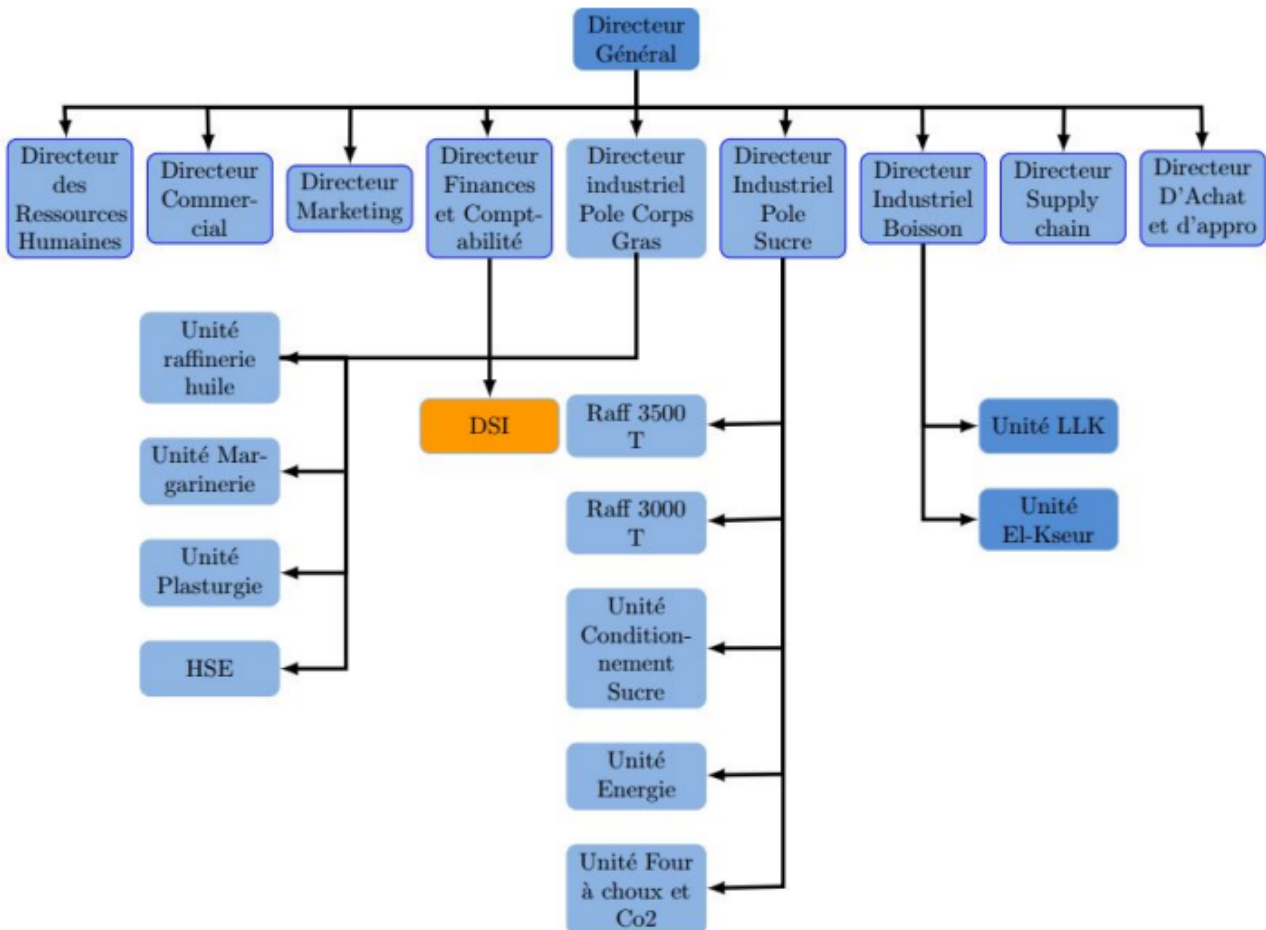 Directeur
Général
Directeur
des
Ressources
Humaines
Directeur
Commer-
cial
Directeur
Marketing
Directeur
Finances
et Compt-
abilité
Directeur
industriel
Pole Corps
Gras
Directeur
Industriel
Pole
Sucre
Directeur
Industriel
Boisson
Directeur
Supply
chain
Directeur
D'Achat
et d'appro
Unité
raffinerie
huile
Unité Mar-
garinerie
Unité
Plasturgie
HSE
DSI
Raff 3500
T
Raff 3000
T
Unité
Condition-
nement
Sucre
Unité
Energie
Unité Four
à choux et
Co2
Unité LLK
Unité
El-Kseur